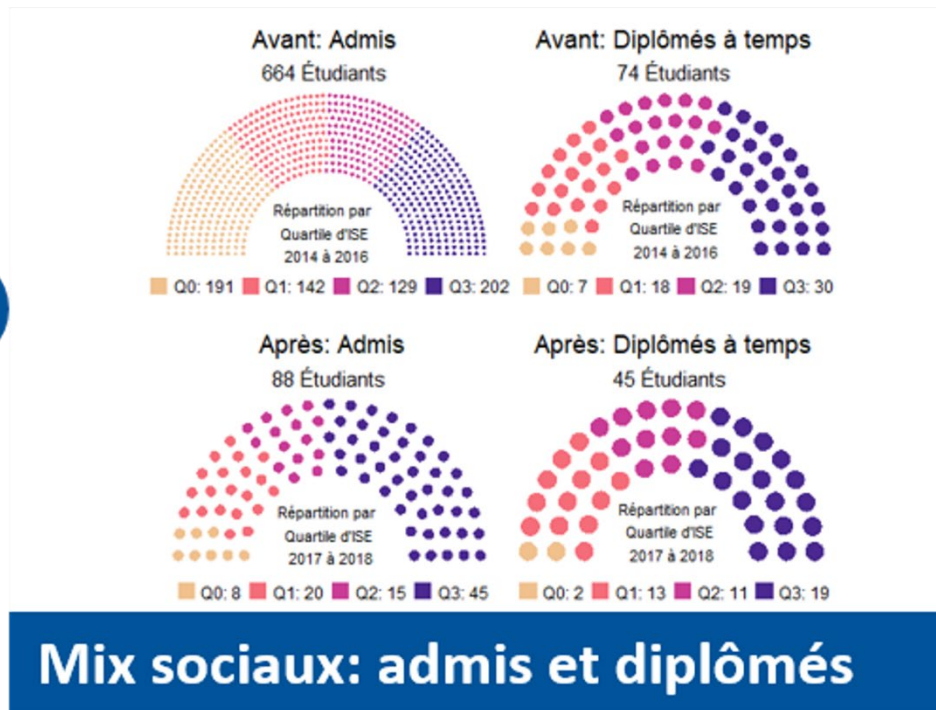 Avant: Admis
664 Étudiants
Répartition par
Quartile d'ISE
2014 à 2016
Q0: 191 Q1: 142 Q2: 129 Q3: 202
Avant: Diplômés à temps
74 Étudiants
Répartition par
Quartile d'ISE
2014 à 2016
Q0: 7 Q1: 18 Q2: 19 Q3: 30
Après: Admis
88 Étudiants
Répartition par
Quartile d'ISE
2017 à 2018
Q0: 8 Q1: 20 Q2: 15 Q3: 45
Après: Diplômés à temps
45 Étudiants
Répartition par
Quartile d'ISE
2017 à 2018
Q0: 2 Q1: 13 Q2: 11 Q3: 19
Mix sociaux: admis et diplômés